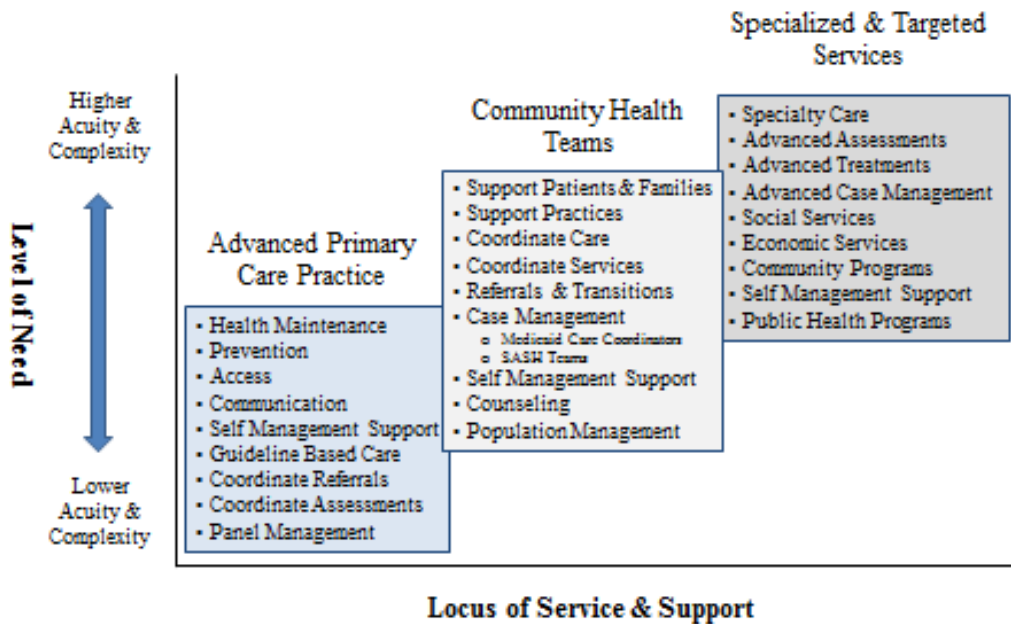 Specialized & Targeted
Services
Higher
Acuity &
Complexity
Level of Need
Lower
Acuity &
Complexity
Advanced Primary
Care Practice
▪ Health Maintenance
▪ Prevention
▪ Access
▪ Communication
▪ Self Management Support
▪ Guideline Based Care
▪ Coordinate Referrals
▪ Coordinate Assessments
▪ Panel Management
Community Health
Teams
▪ Support Patients & Families
▪ Support Practices
▪ Coordinate Care
▪ Coordinate Services
▪ Referrals & Transitions
▪ Case Management
o Medicaid Care Coordinators
o SASH Teams
▪ Self Management Support
▪ Counseling
▪ Population Management
▪ Specialty Care
▪ Advanced Assessments
▪ Advanced Treatments
▪ Advanced Case Management
▪ Social Services
▪ Economic Services
▪ Community Programs
▪ Self Management Support
▪ Public Health Programs
Locus of Service & Support